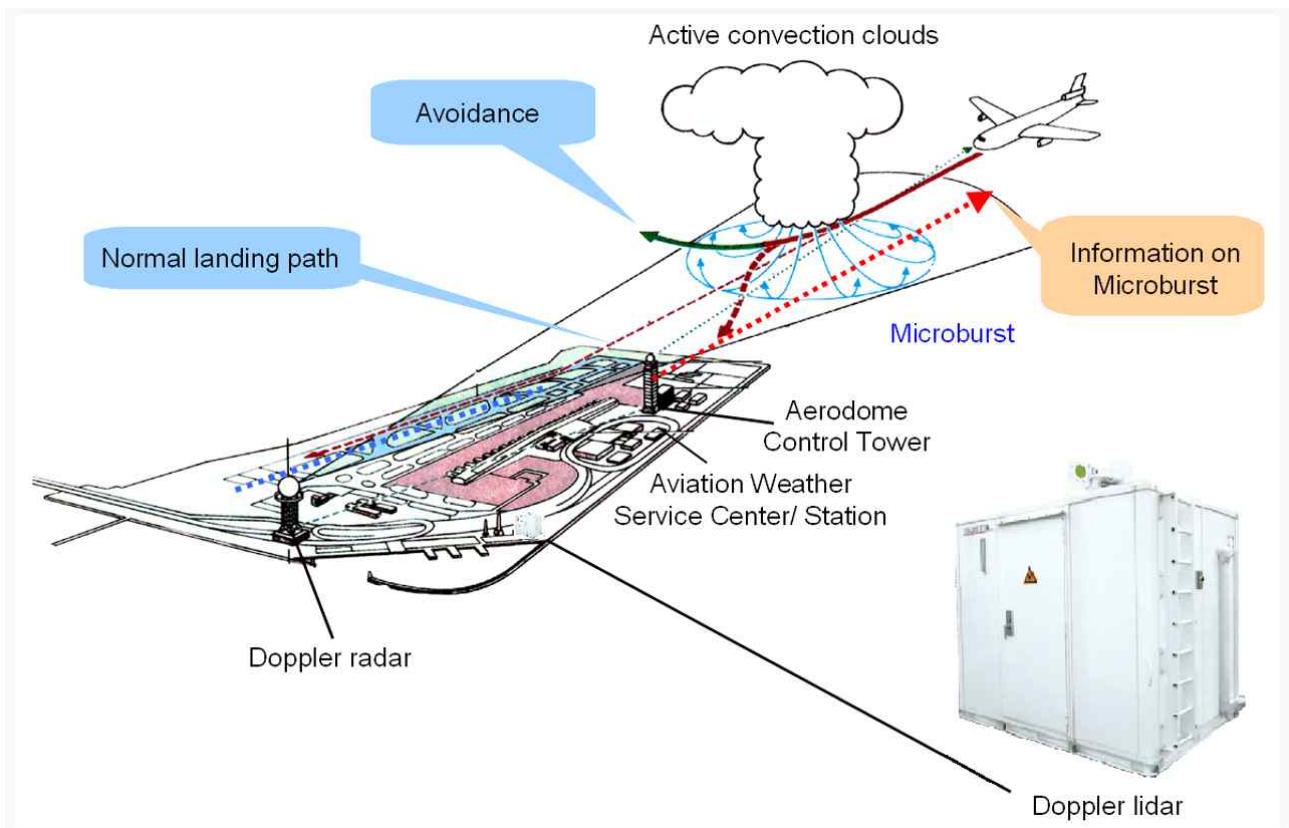 Active convection clouds
Avoidance
Normal landing path
Information on
Microburst
Microburst
Aerodome
Control Tower
Aviation Weather
Service Center/ Station
Doppler radar
Doppler lidar